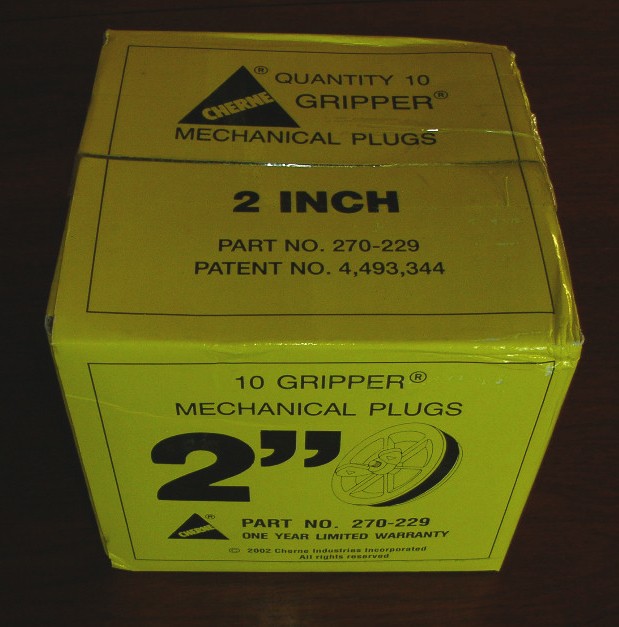 ® QUANTITY 10
CHERNE GRIPPER®
MECHANICAL PLUGS
2 INCH
PART NO. 270-229
PATENT NO. 4,493,344
10 GRIPPER®
MECHANICAL PLUGS
2”
CHERNE ®
PART NO. 270-229
ONE YEAR LIMITED WARRANTY
© 2002 Cherne Industries Incorporated
All rights reserved